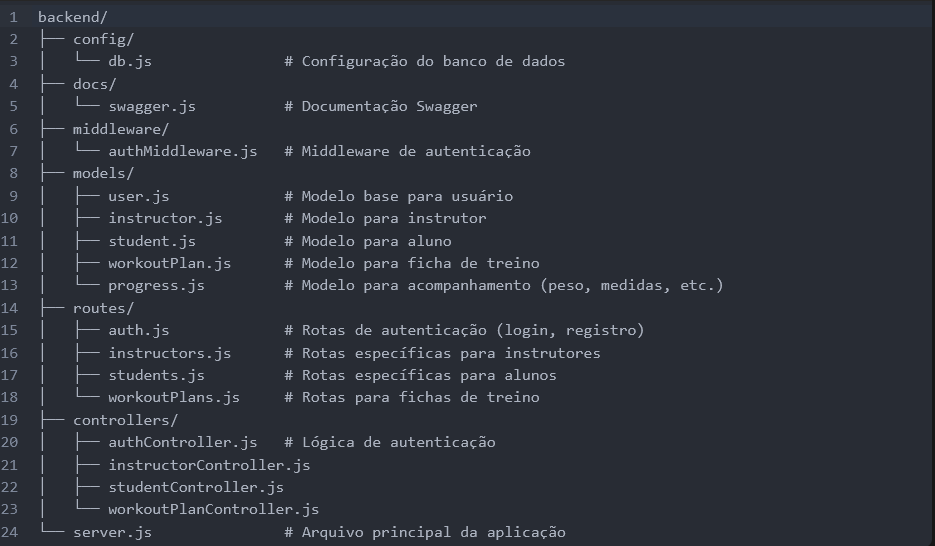 1 backend/
2 ├── config/
3 │   └── db.js               # Configuração do banco de dados
4 ├── docs/
5 │   └── swagger.js          # Documentação Swagger
6 ├── middleware/
7 │   └── authMiddleware.js   # Middleware de autenticação
8 ├── models/
9 │   ├── user.js             # Modelo base para usuário
10 │   ├── instructor.js       # Modelo para instrutor
11 │   ├── student.js          # Modelo para aluno
12 │   ├── workoutPlan.js      # Modelo para ficha de treino
13 │   └── progress.js         # Modelo para acompanhamento (peso, medidas, etc.)
14 ├── routes/
15 │   ├── auth.js             # Rotas de autenticação (login, registro)
16 │   ├── instructors.js      # Rotas específicas para instrutores
17 │   ├── students.js         # Rotas específicas para alunos
18 │   └── workoutPlans.js     # Rotas para fichas de treino
19 ├── controllers/
20 │   ├── authController.js   # Lógica de autenticação
21 │   ├── instructorController.js
22 │   ├── studentController.js
23 │   └── workoutPlanController.js
24 └── server.js               # Arquivo principal da aplicação